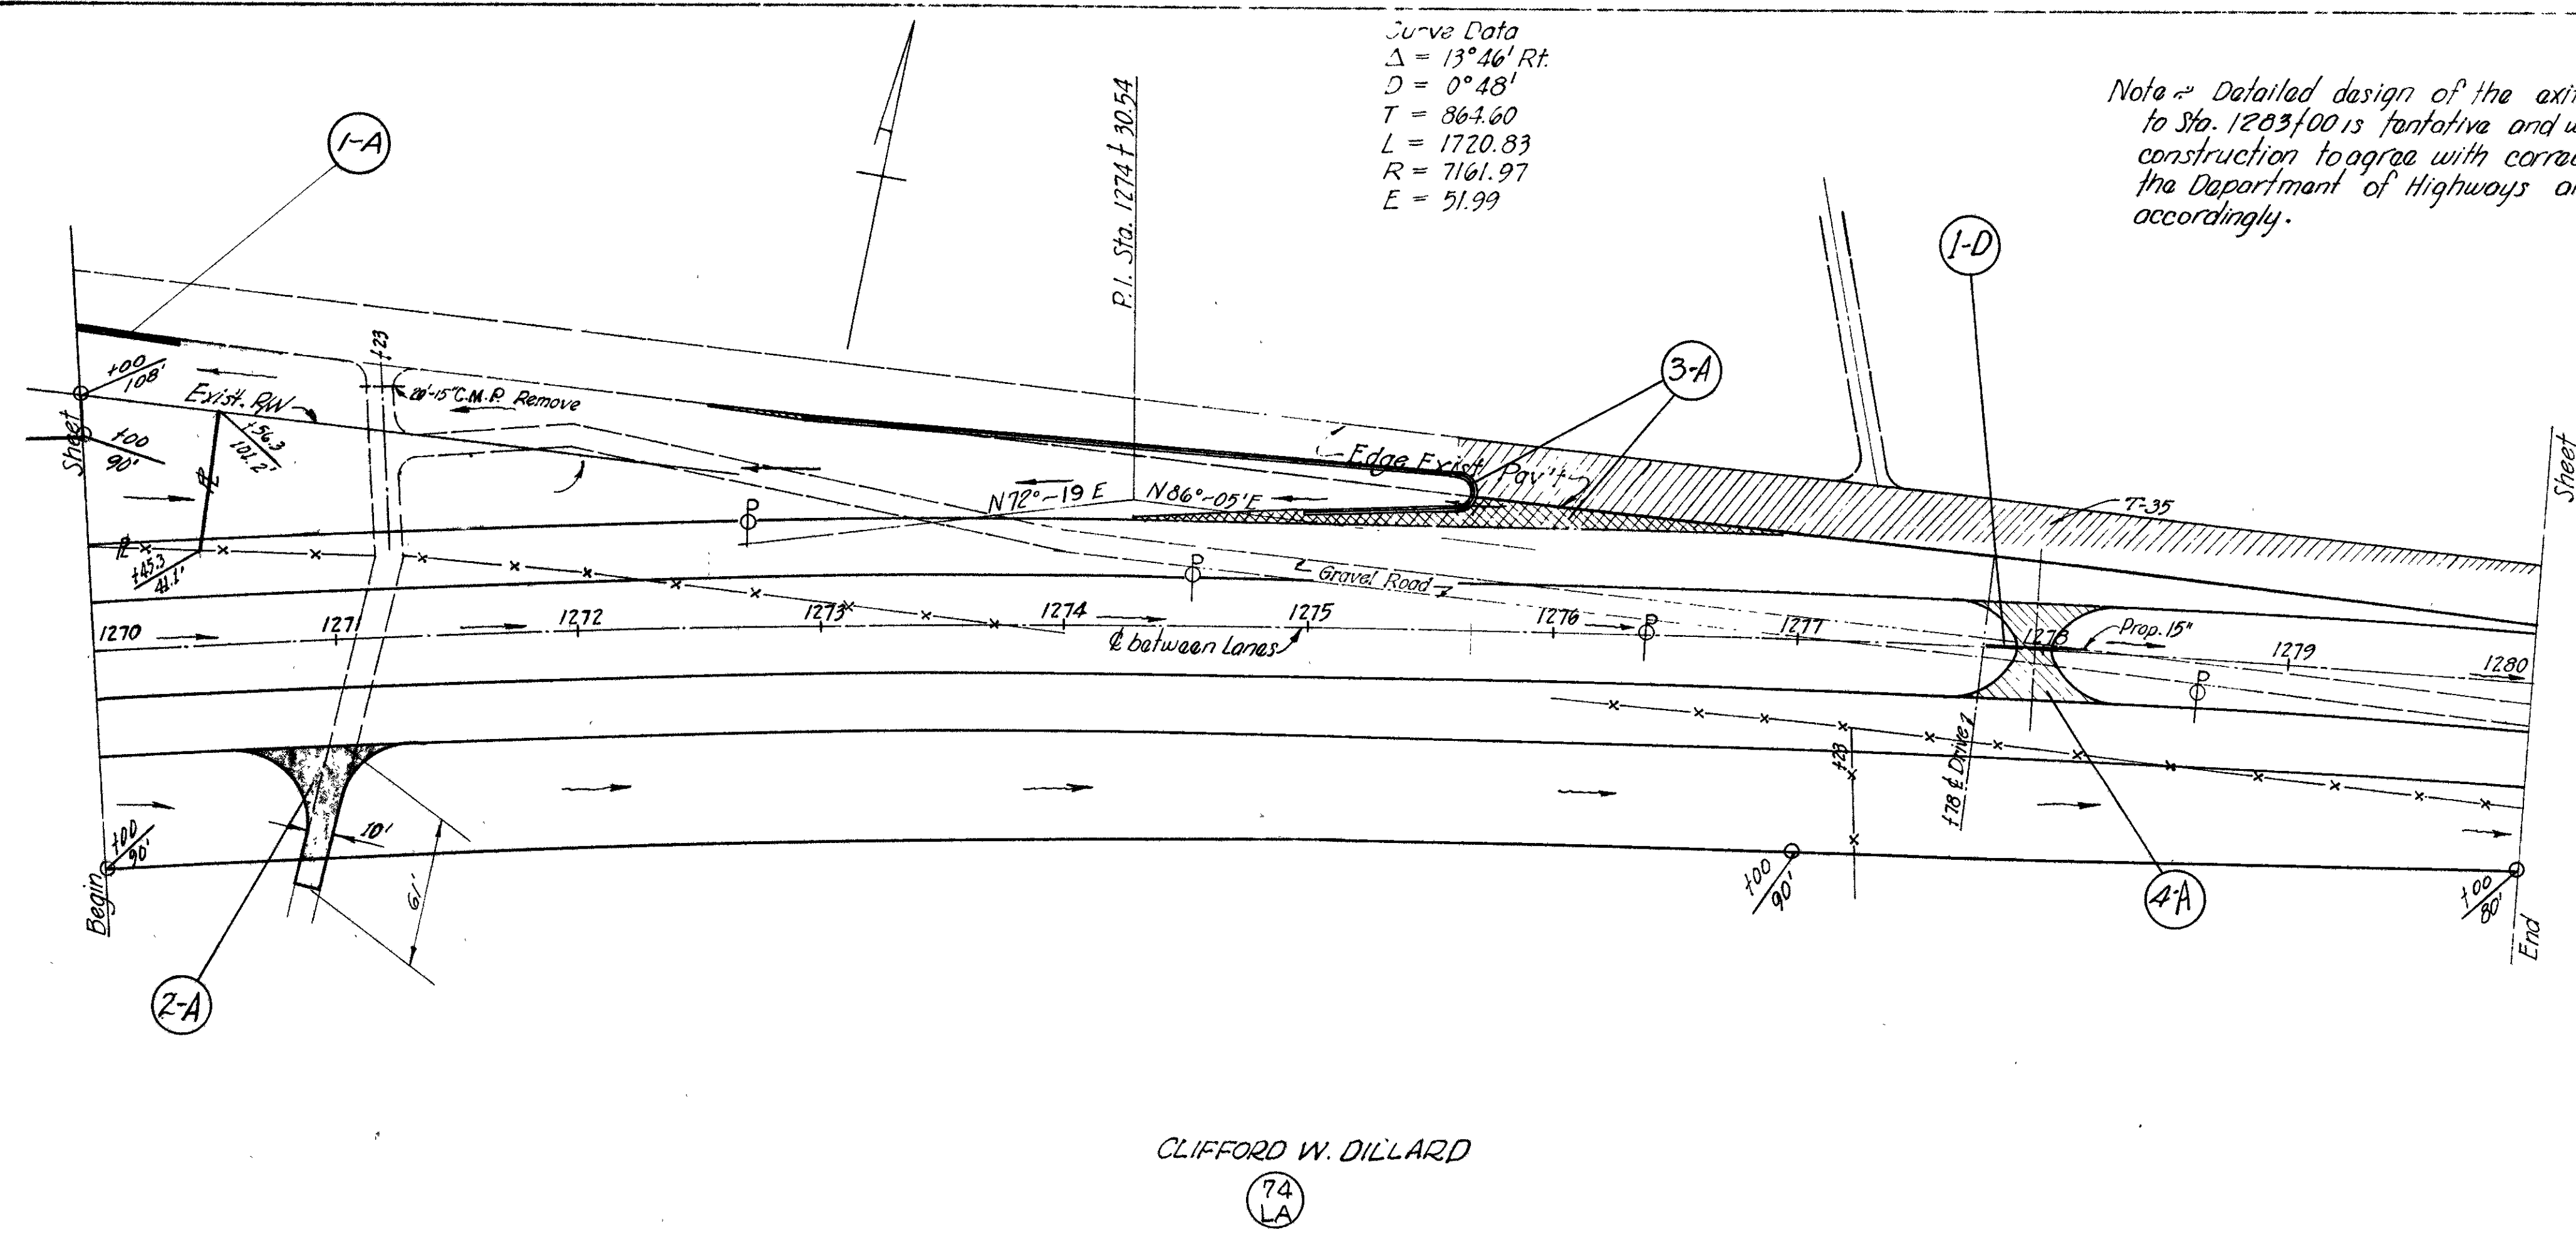 Curve Data
Δ = 13°46' Rt.
D = 0°48'
T = 864.60
L = 1720.83
R = 7161.97
E = 51.99
Note - Detailed design of the exi
to Sta. 1283+00 is tentative and w
construction to agree with corre
the Department of Highways a
accordingly.
P.I. Sta. 1274+30.54
1-A
1-D
3-A
+23
+00
108'
Exist. R/W
20'-15" C.M.P. Remove
Sheet
+00
90'
+56.3
101.2'
PL
Edge Exist. Pav't
N72°-19 E
N86°-05'E
T-35
Sheet
P
PL
+45.3
41.1'
P
Gravel Road
1270
1271
1272
1273
1274
1275
1276
P
1277
1278
Prop. 15"
1279
1280
℄ between Lanes
P
+23
+78 ℄ Drive
10'
61'
+00
90'
Begin
+00
90'
4-A
+00
80'
End
2-A
CLIFFORD W. DILLARD
74
LA